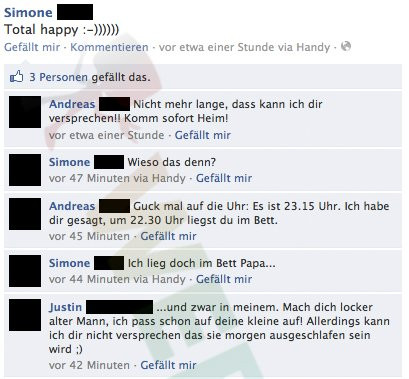 Simone
Total happy :-))))))
Gefällt mir · Kommentieren · vor etwa einer Stunde via Handy ·
3 Personen gefällt das.
Andreas Nicht mehr lange, dass kann ich dir
versprechen!! Komm sofort Heim!
vor etwa einer Stunde · Gefällt mir
Simone Wieso das denn?
vor 47 Minuten via Handy · Gefällt mir
Andreas Guck mal auf die Uhr: Es ist 23.15 Uhr. Ich habe
dir gesagt, um 22.30 Uhr liegst du im Bett.
vor 45 Minuten · Gefällt mir
Simone Ich lieg doch im Bett Papa...
vor 44 Minuten via Handy · Gefällt mir
Justin ...und zwar in meinem. Mach dich locker
alter Mann, ich pass schon auf deine kleine auf! Allerdings kann
ich dir nicht versprechen das sie morgen ausgeschlafen sein
wird ;)
vor 42 Minuten · Gefällt mir